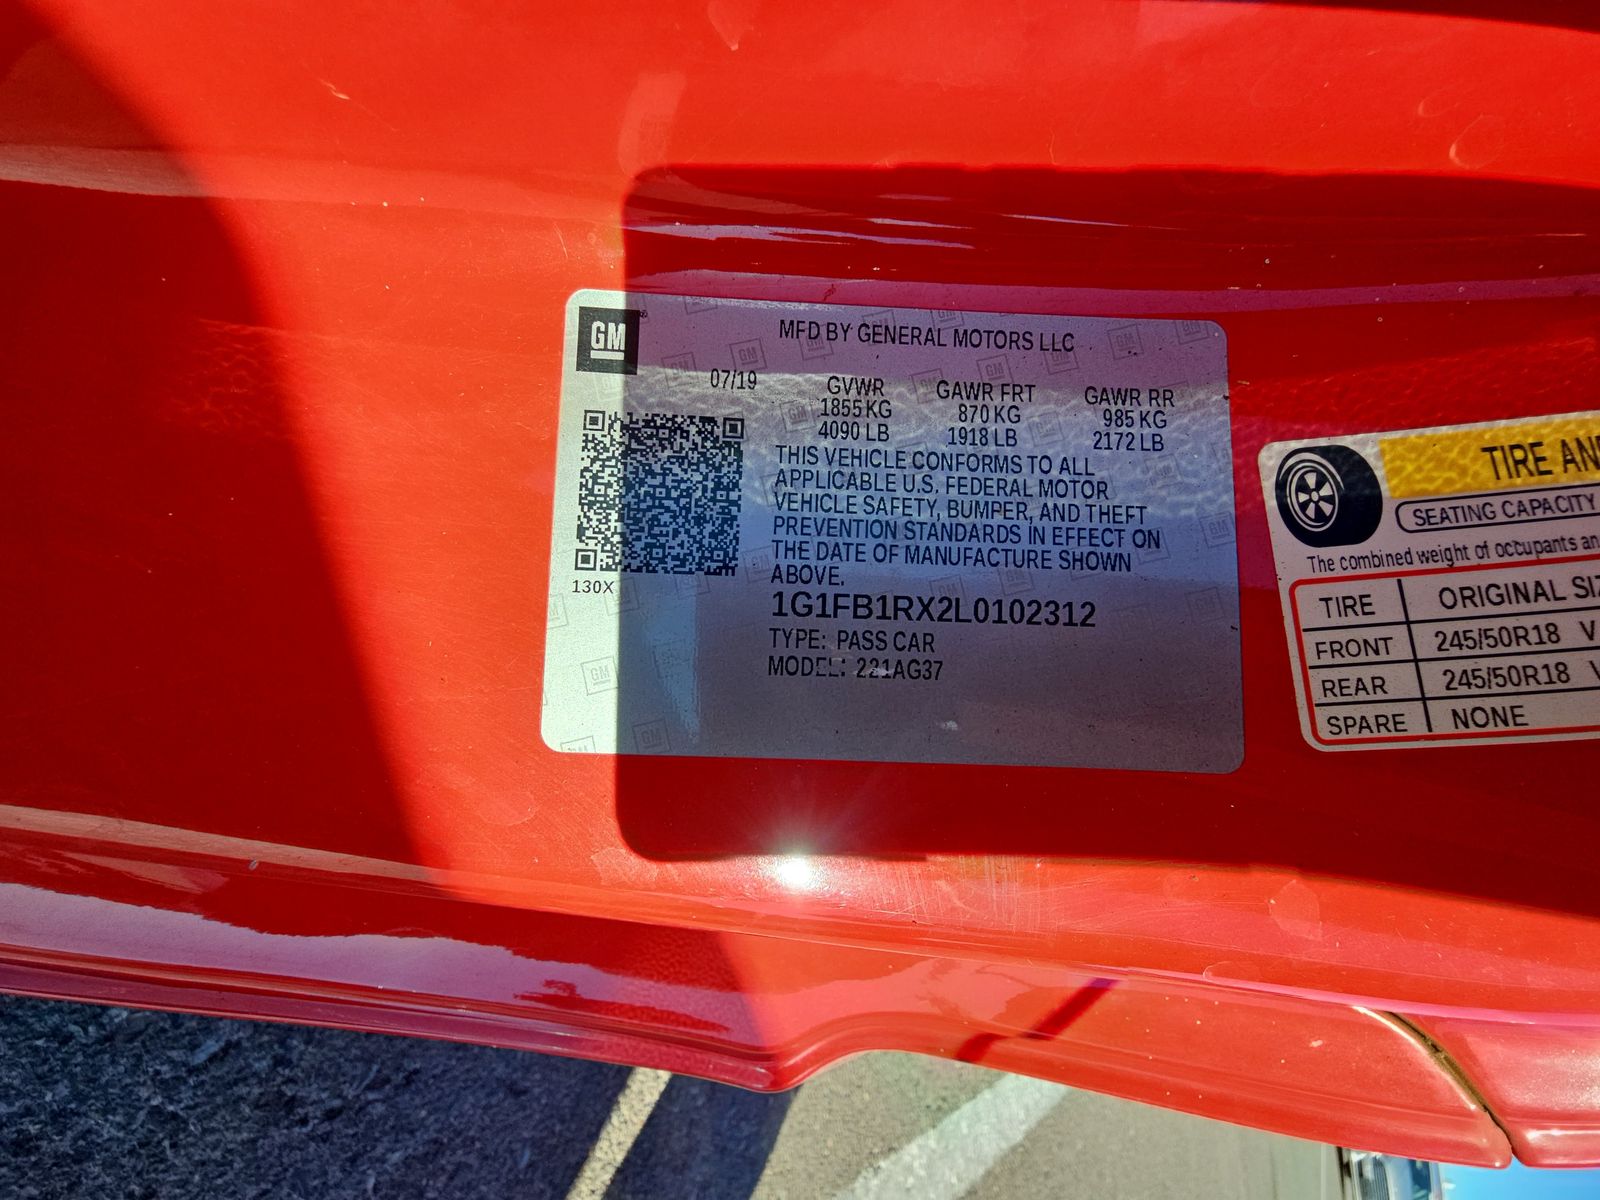 GM
MFD BY GENERAL MOTORS LLC
07/19
GVWR GAWR FRT GAWR RR
1855 KG 870 KG 985 KG
4090 LB 1918 LB 2172 LB
THIS VEHICLE CONFORMS TO ALL
APPLICABLE U.S. FEDERAL MOTOR
VEHICLE SAFETY, BUMPER, AND THEFT
PREVENTION STANDARDS IN EFFECT ON
THE DATE OF MANUFACTURE SHOWN
ABOVE.
130X
1G1FB1RX2L0102312
TYPE: PASS CAR
MODEL: 221AG37
TIRE AN
SEATING CAPACITY
The combined weight of occupants an
TIRE ORIGINAL SI
FRONT 245/50R18 V
REAR 245/50R18
SPARE NONE